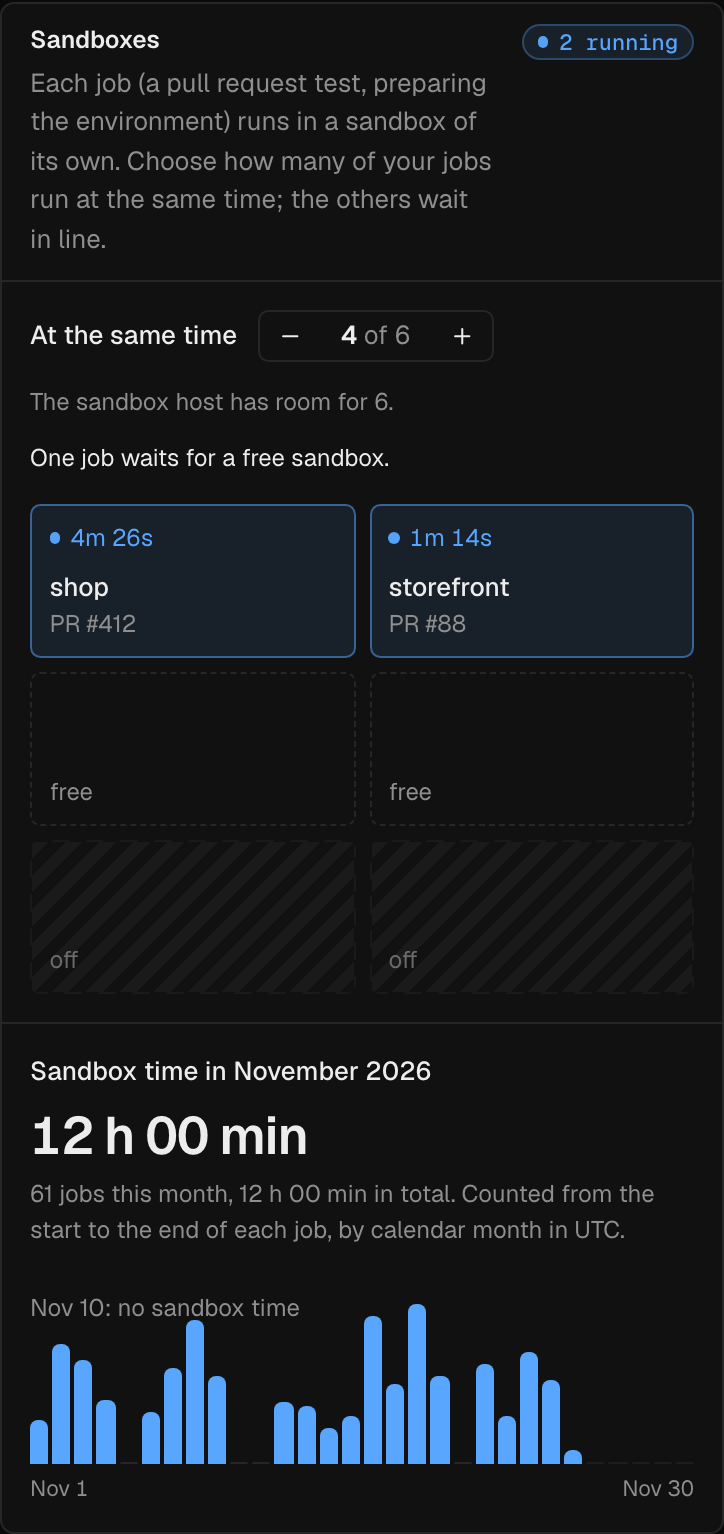 Sandboxes
2 running
Each job (a pull request test, preparing
the environment) runs in a sandbox of
its own. Choose how many of your jobs
run at the same time; the others wait
in line.
At the same time − 4 of 6 +
The sandbox host has room for 6.
One job waits for a free sandbox.
4m 26s
shop
PR #412
1m 14s
storefront
PR #88
free
free
off
off
Sandbox time in November 2026
12 h 00 min
61 jobs this month, 12 h 00 min in total. Counted from the
start to the end of each job, by calendar month in UTC.
Nov 10: no sandbox time
Nov 1
Nov 30